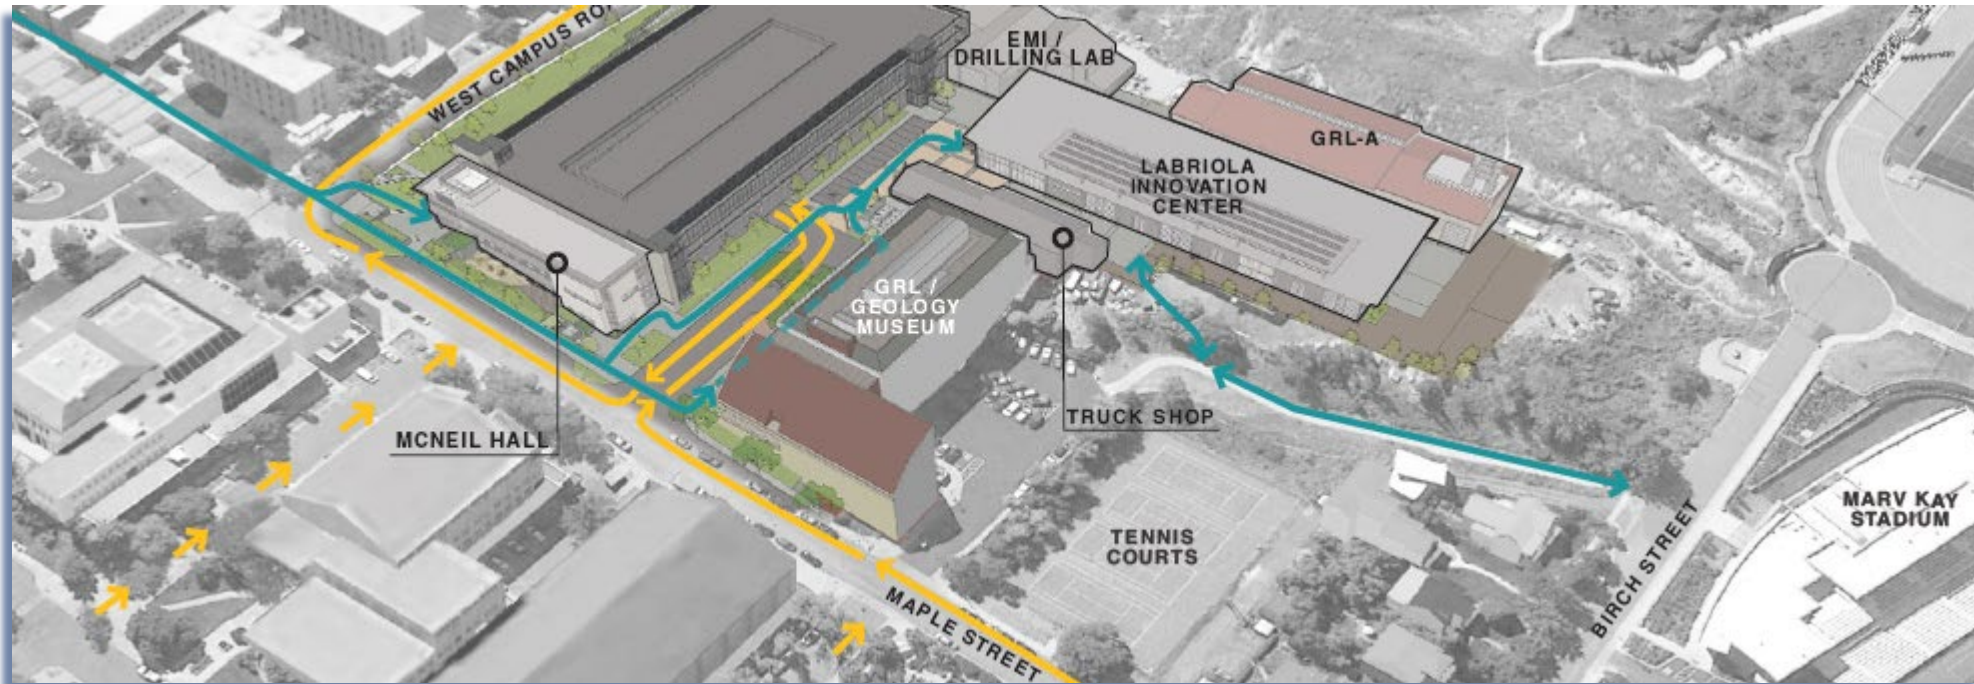 WEST CAMPUS RO
EMI /
DRILLING LAB
GRL-A
LABRIOLA
INNOVATION
CENTER
GRL /
GEOLOGY
MUSEUM
MCNEIL HALL
TRUCK SHOP
TENNIS
COURTS
MARV KAY
STADIUM
BIRCH STREET
MAPLE STREET